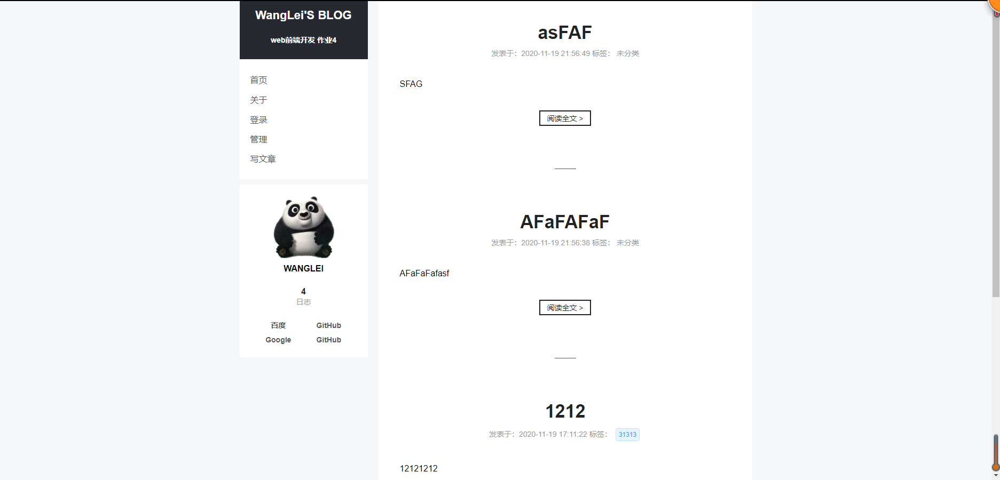 WangLei'S BLOG
web前端开发 作业4
首页
关于
登录
管理
写文章
WANGLEI
4
日志
百度 GitHub
Google GitHub
asFAF
发表于：2020-11-19 21:56:49 标签： 未分类
SFAG
阅读全文 >
AFaFAFaF
发表于：2020-11-19 21:56:38 标签： 未分类
AFaFaFafasf
阅读全文 >
1212
发表于：2020-11-19 17:11:22 标签： 31313
12121212